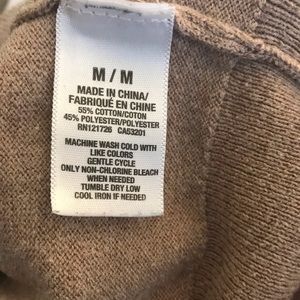 M / M
MADE IN CHINA/
FABRIQUÉ EN CHINE
55% COTTON/COTON
45% POLYESTER/POLYESTER
RN121726 CA53201
MACHINE WASH COLD WITH
LIKE COLORS
GENTLE CYCLE
ONLY NON-CHLORINE BLEACH
WHEN NEEDED
TUMBLE DRY LOW
COOL IRON IF NEEDED